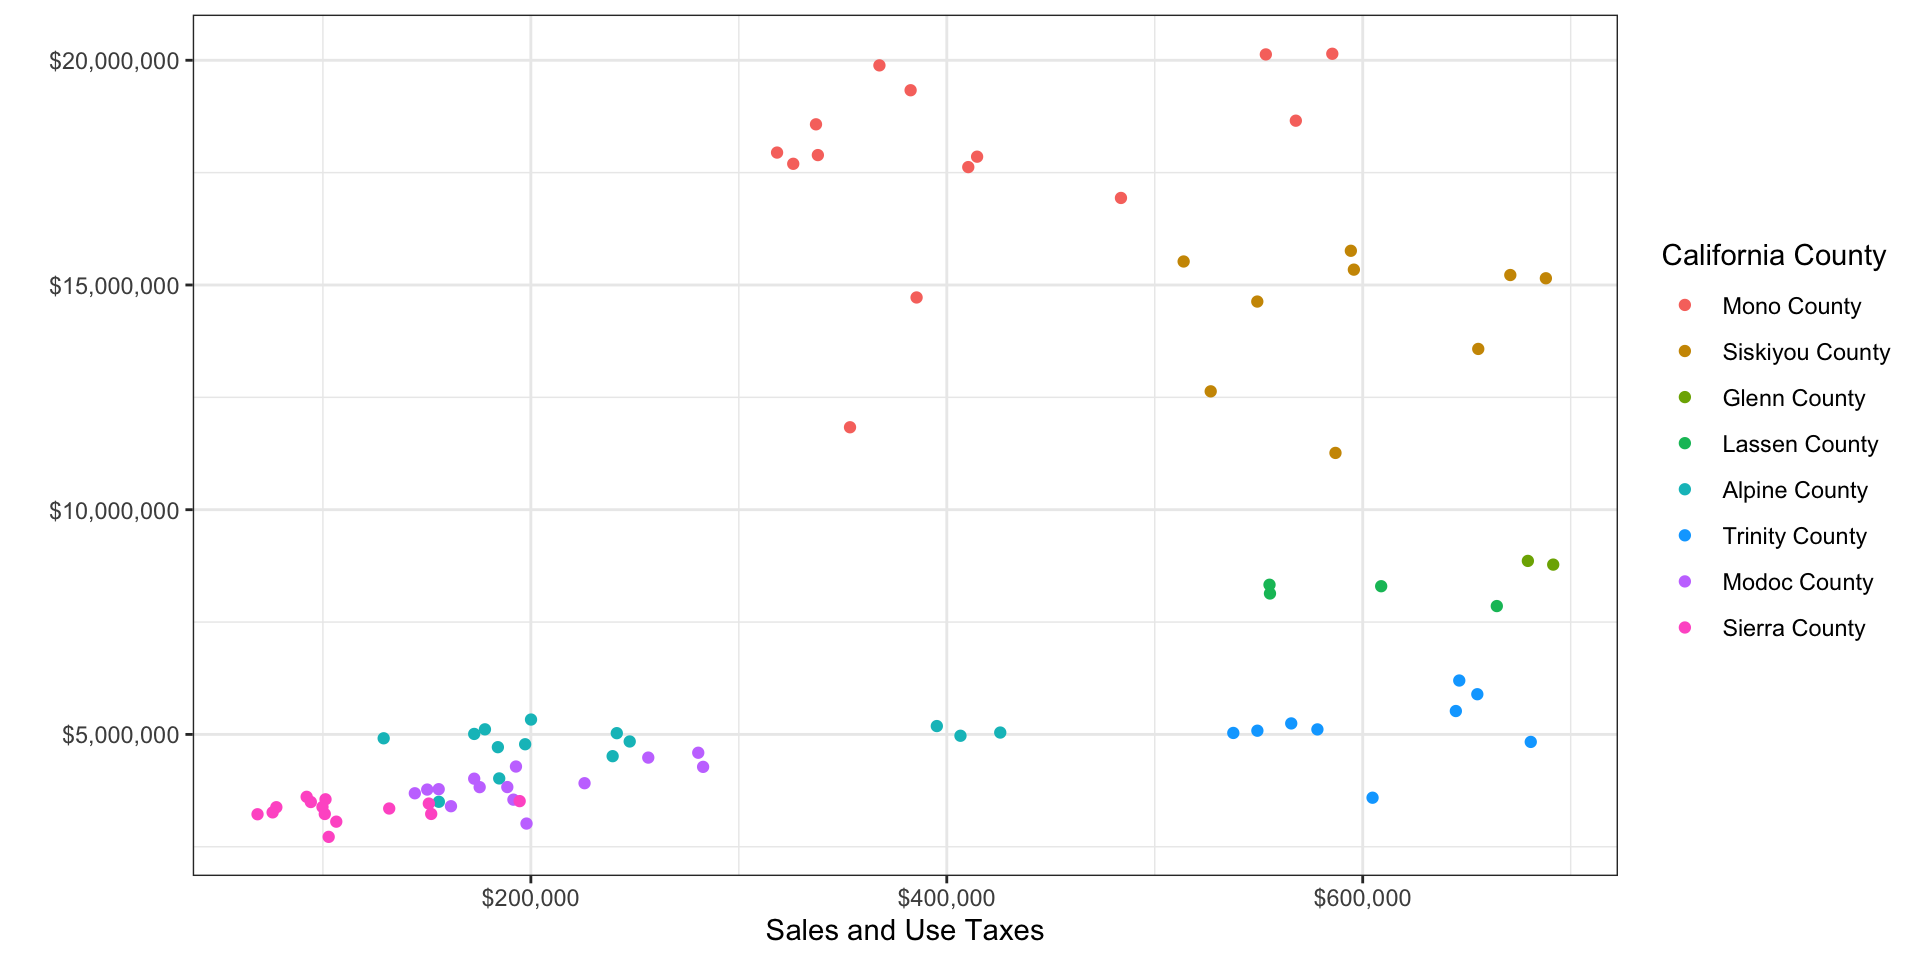 $20,000,000
$15,000,000
$10,000,000
$5,000,000
$200,000
$400,000
$600,000
Sales and Use Taxes
California County
Mono County
Siskiyou County
Glenn County
Lassen County
Alpine County
Trinity County
Modoc County
Sierra County